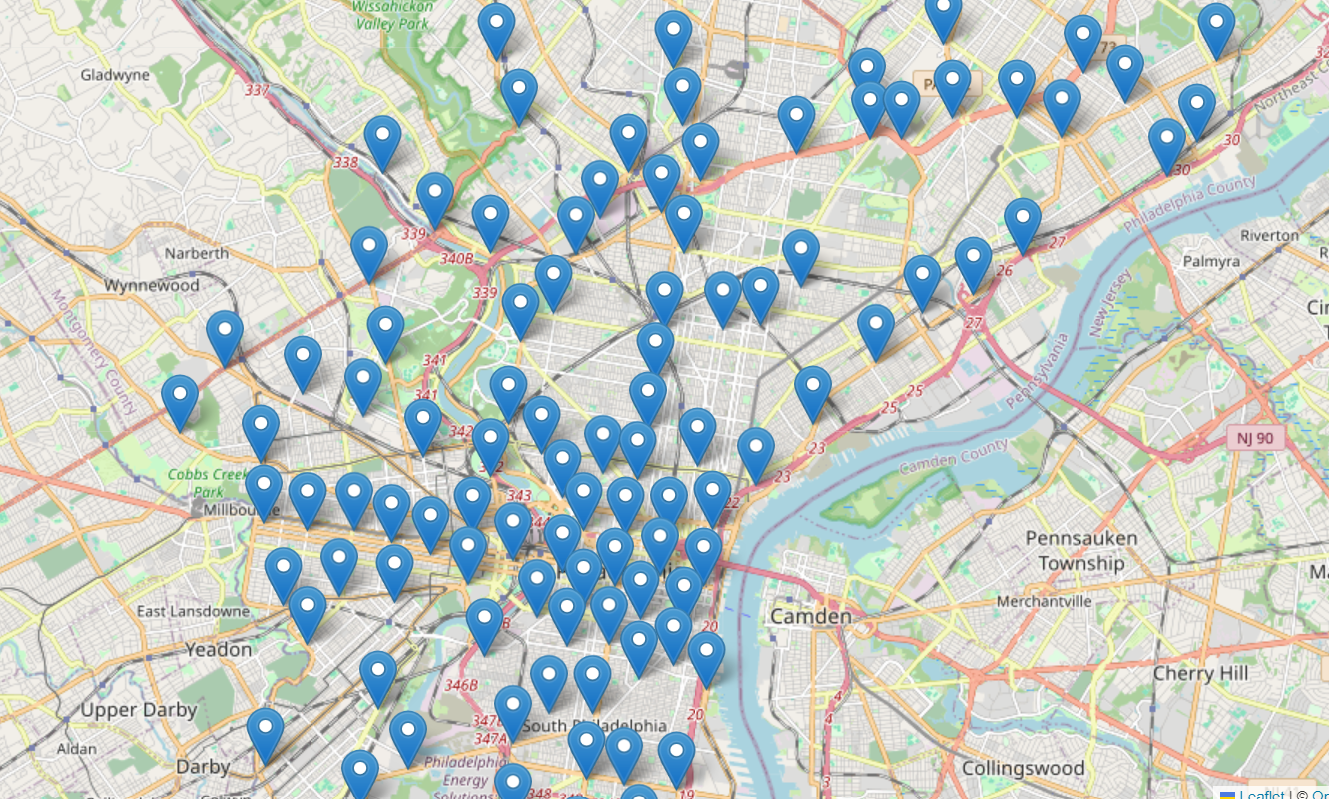 Wissahickon
Valley Park
Gladwyne
73
337
Northeast
30
338
30
Philadelphia County
339
340B
Narberth
27
Riverton
Palmyra
26
Wynnewood
339
New Jersey
27
Montgomery
County
341
Pennsylvania
341
25
25
342
NJ 90
23
Camden County
Cobbs Creek
Park
23
343
22
Millbourne
Pennsauken
Township
Merchantville
East Lansdowne
Camden
20
Yeadon
Cherry Hill
346B
Upper Darby
4
20
4
South Philadelphia
347A
Aldan
Philadelphia
Energy
Solutions
Darby
Collingswood
3
348
19
Leaflet | ©